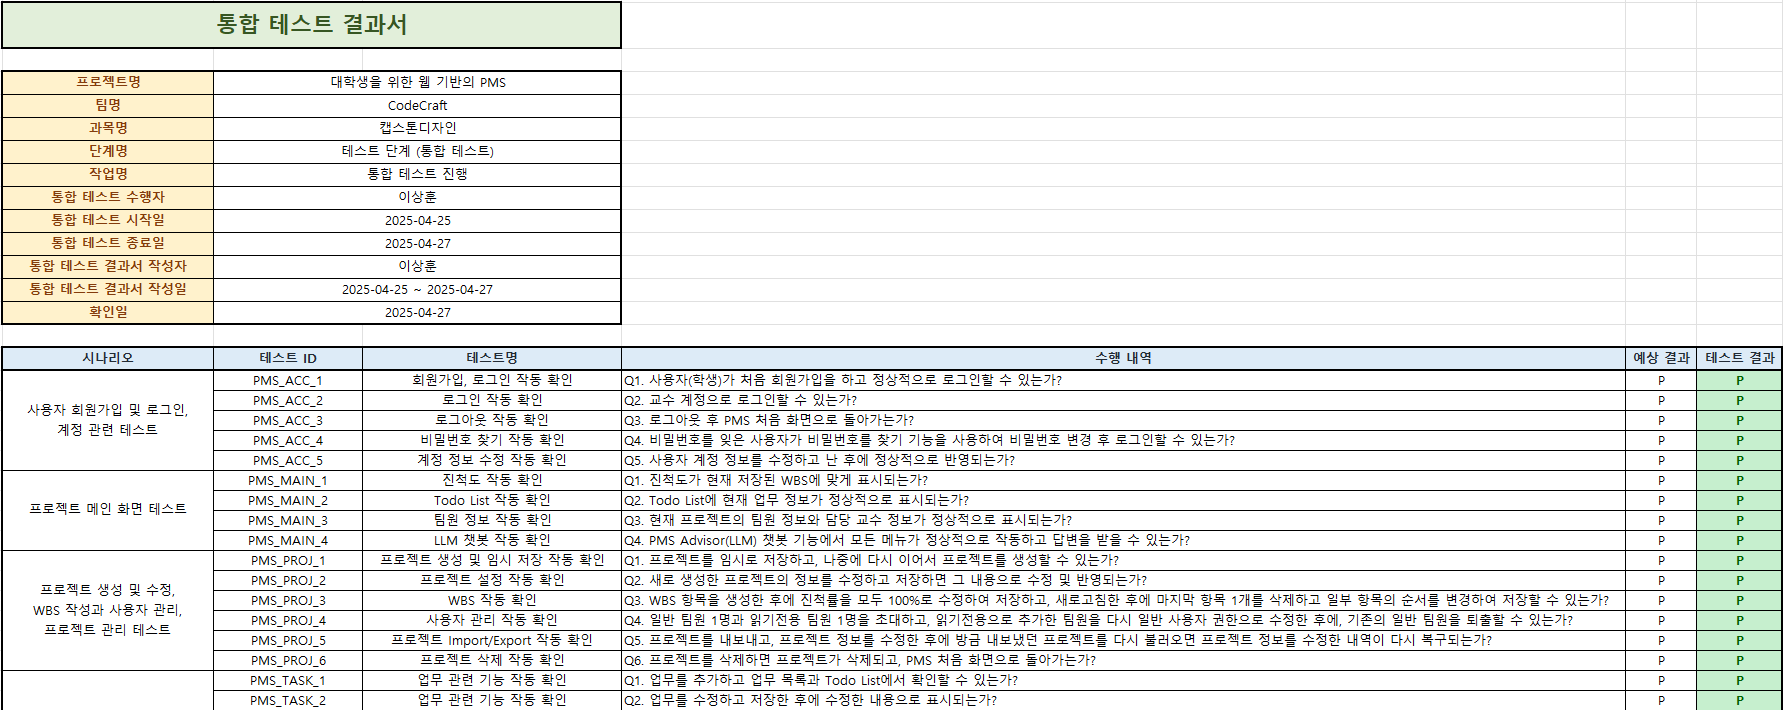 통합 테스트 결과서
프로젝트명 대학생을 위한 웹 기반의 PMS
팀명 CodeCraft
과목명 캡스톤디자인
단계명 테스트 단계 (통합 테스트)
작업명 통합 테스트 진행
통합 테스트 수행자 이상훈
통합 테스트 시작일 2025-04-25
통합 테스트 종료일 2025-04-27
통합 테스트 결과서 작성자 이상훈
통합 테스트 결과서 작성일 2025-04-25 ~ 2025-04-27
확인일 2025-04-27
시나리오 테스트 ID 테스트명 수행 내역 예상 결과 테스트 결과
사용자 회원가입 및 로그인,
계정 관련 테스트
PMS_ACC_1 회원가입, 로그인 작동 확인 Q1. 사용자(학생)가 처음 회원가입을 하고 정상적으로 로그인할 수 있는가? P P
PMS_ACC_2 로그인 작동 확인 Q2. 교수 계정으로 로그인할 수 있는가? P P
PMS_ACC_3 로그아웃 작동 확인 Q3. 로그아웃 후 PMS 처음 화면으로 돌아가는가? P P
PMS_ACC_4 비밀번호 찾기 작동 확인 Q4. 비밀번호를 잊은 사용자가 비밀번호를 찾기 기능을 사용하여 비밀번호 변경 후 로그인할 수 있는가? P P
PMS_ACC_5 계정 정보 수정 작동 확인 Q5. 사용자 계정 정보를 수정하고 난 후에 정상적으로 반영되는가? P P
프로젝트 메인 화면 테스트
PMS_MAIN_1 진척도 작동 확인 Q1. 진척도가 현재 저장된 WBS에 맞게 표시되는가? P P
PMS_MAIN_2 Todo List 작동 확인 Q2. Todo List에 현재 업무 정보가 정상적으로 표시되는가? P P
PMS_MAIN_3 팀원 정보 작동 확인 Q3. 현재 프로젝트의 팀원 정보와 담당 교수 정보가 정상적으로 표시되는가? P P
PMS_MAIN_4 LLM 챗봇 작동 확인 Q4. PMS Advisor(LLM) 챗봇 기능에서 모든 메뉴가 정상적으로 작동하고 답변을 받을 수 있는가? P P
프로젝트 생성 및 수정,
WBS 작성과 사용자 관리,
프로젝트 관리 테스트
PMS_PROJ_1 프로젝트 생성 및 임시 저장 작동 확인 Q1. 프로젝트를 임시로 저장하고, 나중에 다시 이어서 프로젝트를 생성할 수 있는가? P P
PMS_PROJ_2 프로젝트 설정 작동 확인 Q2. 새로 생성한 프로젝트의 정보를 수정하고 저장하면 그 내용으로 수정 및 반영되는가? P P
PMS_PROJ_3 WBS 작동 확인 Q3. WBS 항목을 생성한 후에 진척률을 모두 100%로 수정하여 저장하고, 새로고침한 후에 마지막 항목 1개를 삭제하고 일부 항목의 순서를 변경하여 저장할 수 있는가? P P
PMS_PROJ_4 사용자 관리 작동 확인 Q4. 일반 팀원 1명과 읽기전용 팀원 1명을 초대하고, 읽기전용으로 추가한 팀원을 다시 일반 사용자 권한으로 수정한 후에, 기존의 일반 팀원을 퇴출할 수 있는가? P P
PMS_PROJ_5 프로젝트 Import/Export 작동 확인 Q5. 프로젝트를 내보내고, 프로젝트 정보를 수정한 후에 방금 내보냈던 프로젝트를 다시 불러오면 프로젝트 정보를 수정한 내역이 다시 복구되는가? P P
PMS_PROJ_6 프로젝트 삭제 작동 확인 Q6. 프로젝트를 삭제하면 프로젝트가 삭제되고, PMS 처음 화면으로 돌아가는가? P P
PMS_TASK_1 업무 관련 기능 작동 확인 Q1. 업무를 추가하고 업무 목록과 Todo List에서 확인할 수 있는가? P P
PMS_TASK_2 업무 관련 기능 작동 확인 Q2. 업무를 수정하고 저장한 후에 수정한 내용으로 표시되는가? P P